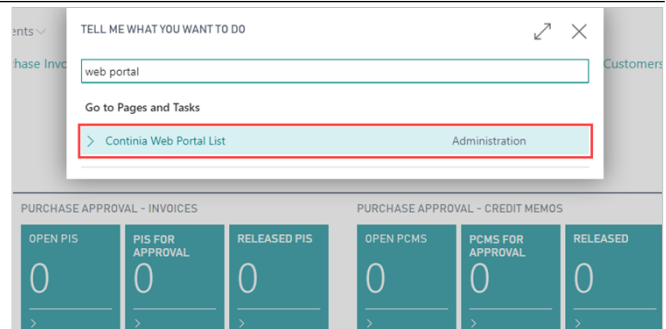 ents
TELL ME WHAT YOU WANT TO DO
hase Invo
web portal
Customers
Go to Pages and Tasks
Continia Web Portal List Administration
PURCHASE APPROVAL - INVOICES
PURCHASE APPROVAL - CREDIT MEMOS
OPEN PIS
PIS FOR APPROVAL
RELEASED PIS
OPEN PCMS
PCMS FOR APPROVAL
RELEASED
0 0 0 0 0 0